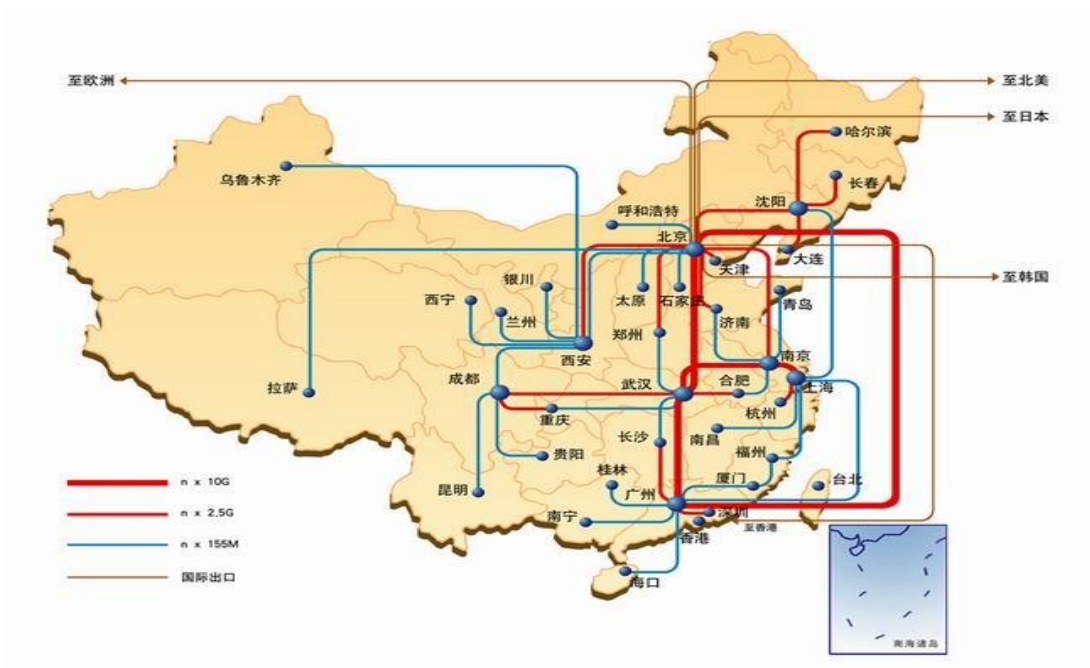 至欧洲
至北美
至日本
哈尔滨
乌鲁木齐
长春
沈阳
呼和浩特
北京
大连
天津
至韩国
银川
西宁
太原
石家庄
青岛
兰州
济南
郑州
西安
南京
成都
武汉
合肥
上海
拉萨
杭州
重庆
长沙
南昌
贵阳
福州
桂林
厦门
台北
昆明
广州
南宁
深圳
至香港
香港
海口
n x 10G
n x 2.5G
n x 155M
国际出口
南海诸岛